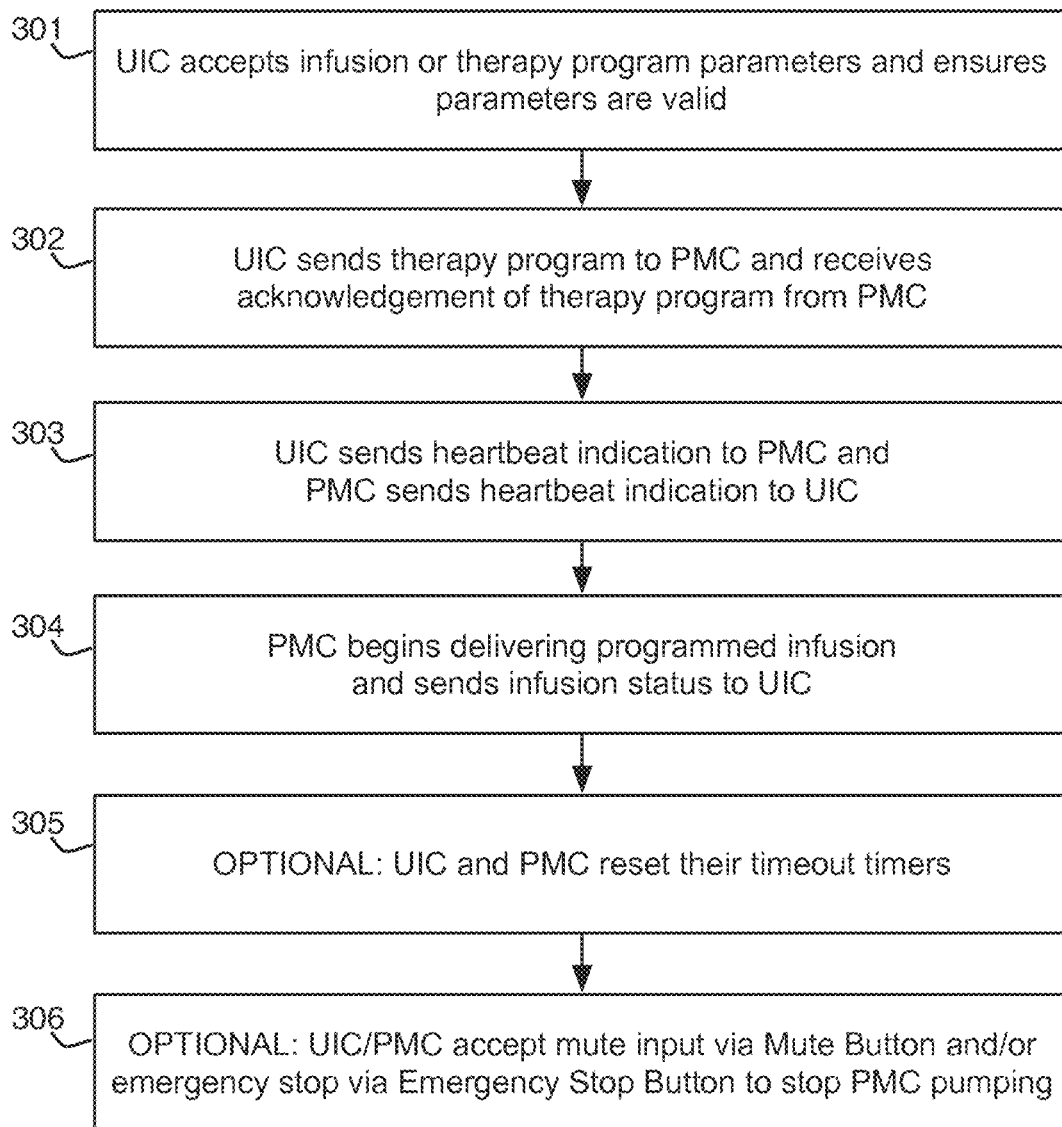 301
UIC accepts infusion or therapy program parameters and ensures
parameters are valid
302
UIC sends therapy program to PMC and receives
acknowledgement of therapy program from PMC
303
UIC sends heartbeat indication to PMC and
PMC sends heartbeat indication to UIC
304
PMC begins delivering programmed infusion
and sends infusion status to UIC
305
OPTIONAL: UIC and PMC reset their timeout timers
306
OPTIONAL: UIC/PMC accept mute input via Mute Button and/or
emergency stop via Emergency Stop Button to stop PMC pumping